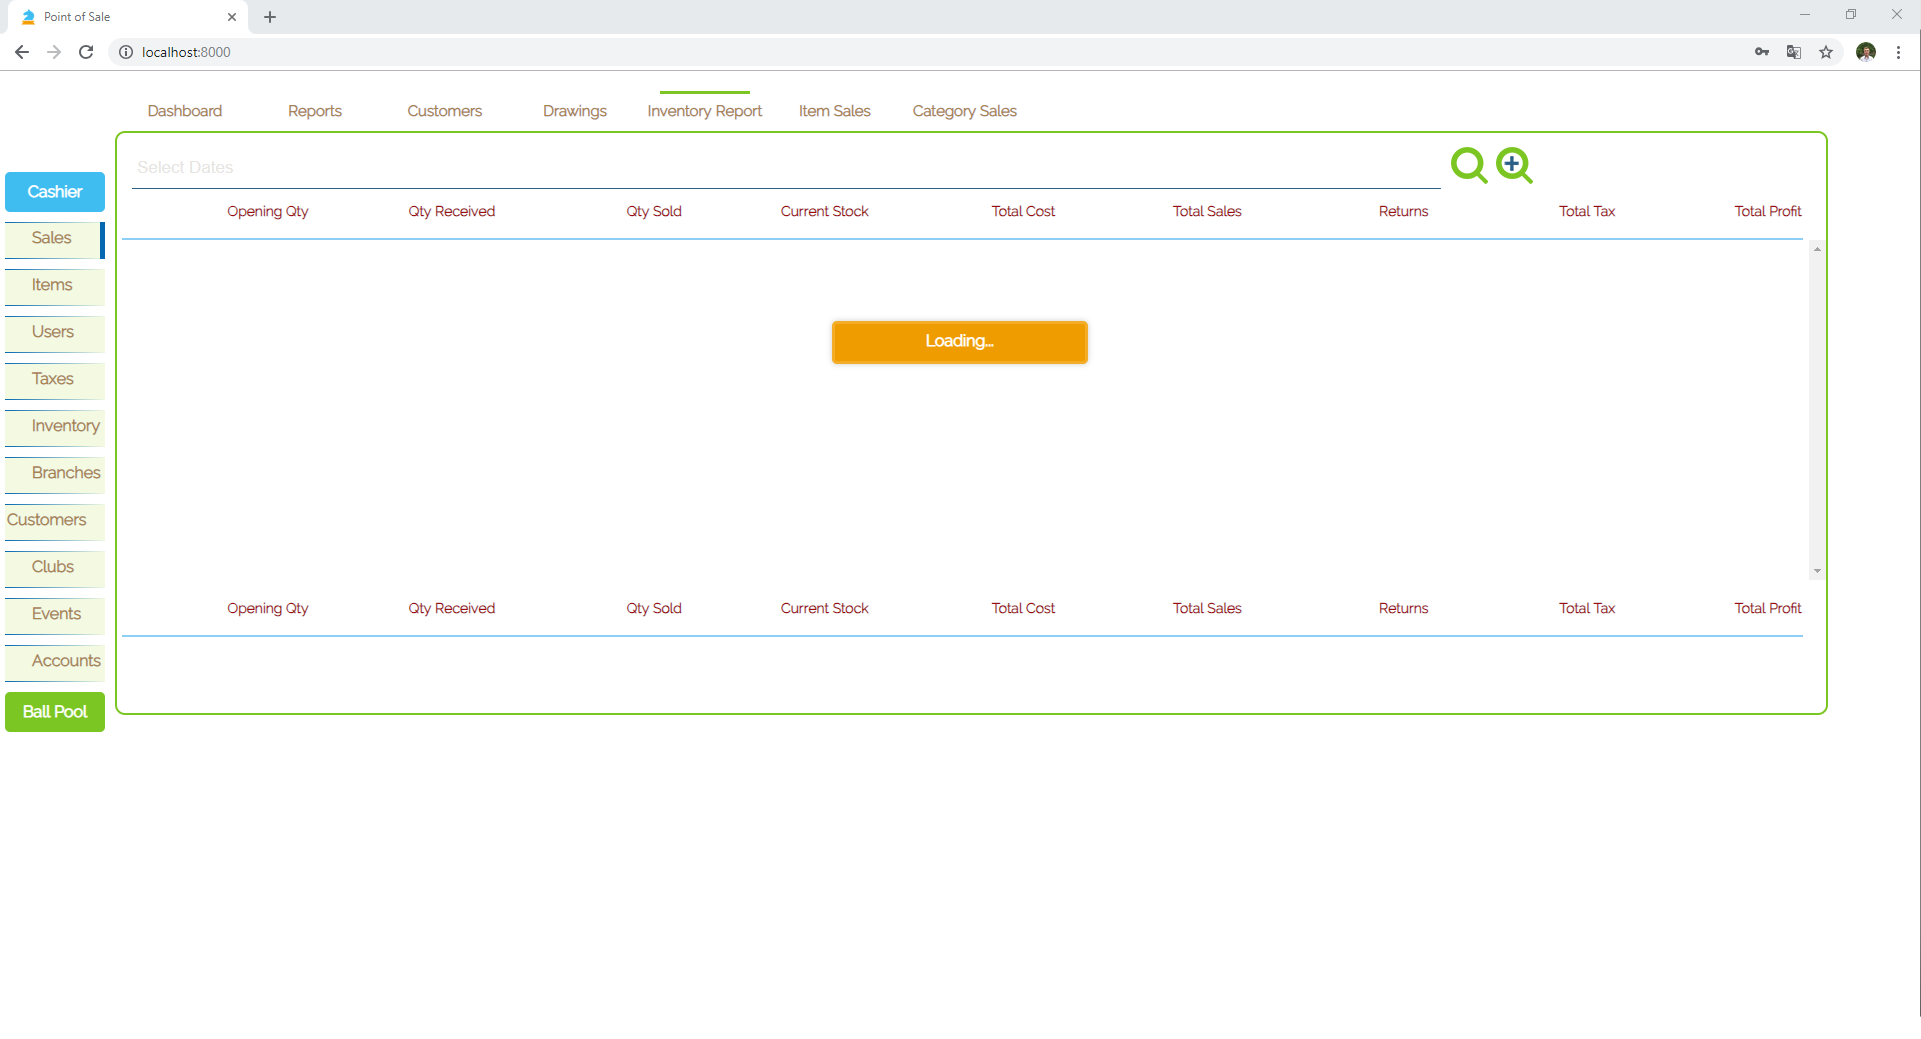 Point of Sale
localhost:8000
Dashboard Reports Customers Drawings Inventory Report Item Sales Category Sales
Select Dates
Cashier
Sales
Items
Users
Taxes
Inventory
Branches
Customers
Clubs
Events
Accounts
Ball Pool
Opening Qty Qty Received Qty Sold Current Stock Total Cost Total Sales Returns Total Tax Total Profit
Loading...
Opening Qty Qty Received Qty Sold Current Stock Total Cost Total Sales Returns Total Tax Total Profit